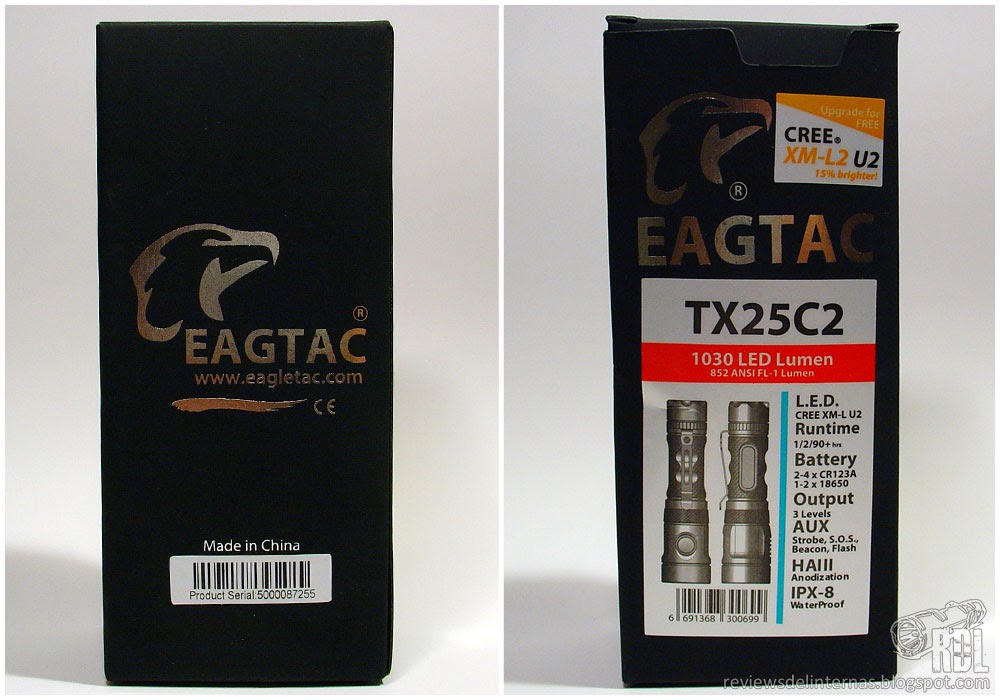 EAGTAC
®
www.eagletac.com
CE
Made in China
Product Serial:5000087255
Upgrade for
FREE
CREE®
XM-L2 U2
15% brighter!
®
EAGTAC
TX25C2
1030 LED Lumen
852 ANSI FL-1 Lumen
L.E.D.
CREE XM-L U2
Runtime
1/2/90+ hrs
Battery
2-4 x CR123A
1-2 x 18650
Output
3 Levels
AUX
Strobe, S.O.S.,
Beacon, Flash
HAIII
Anodization
IPX-8
WaterProof
6 691368 300699
RDL
reviewsdelinternas.blogspot.com